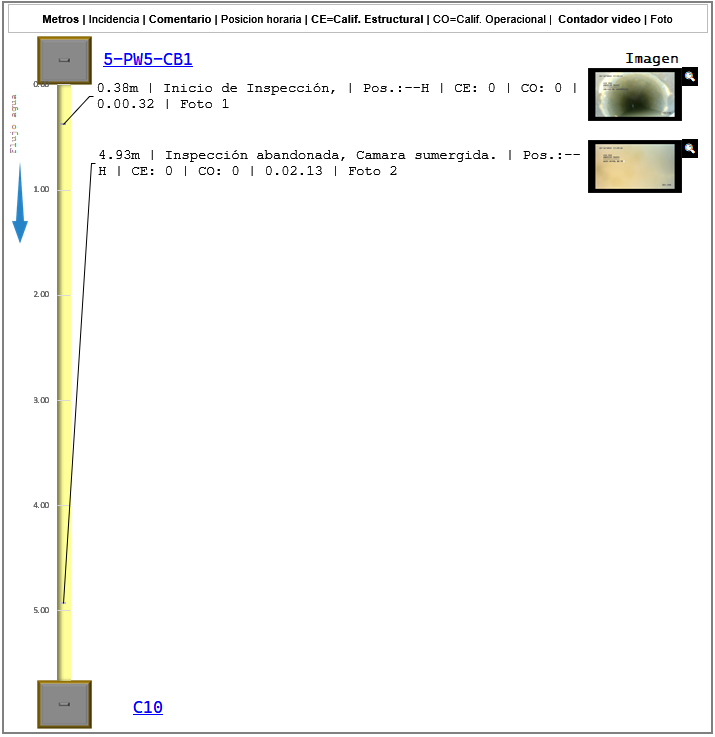 Metros | Incidencia | Comentario | Posicion horaria | CE=Calif. Estructural | CO=Calif. Operacional | Contador video | Foto
5-PW5-CB1
Imagen
0.00
0.38m | Inicio de Inspección, | Pos.:--H | CE: 0 | CO: 0 |
0.00.32 | Foto 1
Flujo agua
4.93m | Inspección abandonada, Camara sumergida. | Pos.:--
H | CE: 0 | CO: 0 | 0.02.13 | Foto 2
1.00
2.00
3.00
4.00
5.00
C10